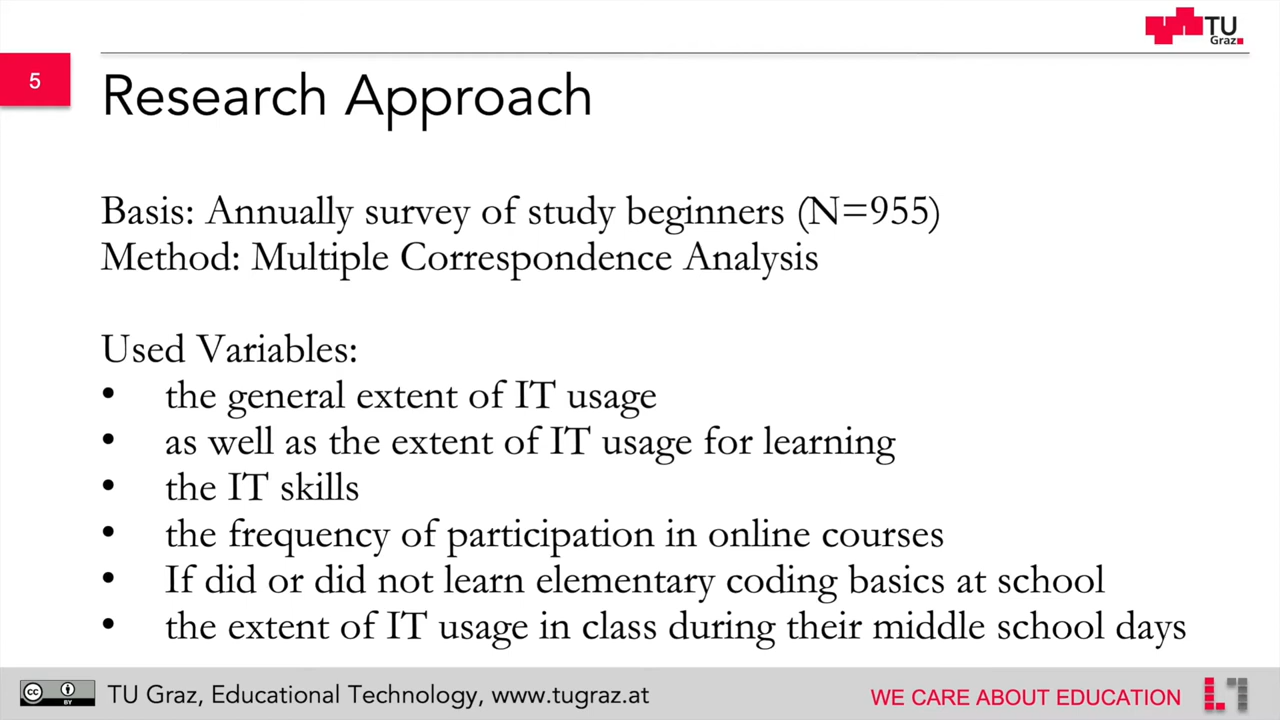 TU
Graz
5
Research Approach
Basis: Annually survey of study beginners (N=955)
Method: Multiple Correspondence Analysis
Used Variables:
• the general extent of IT usage
• as well as the extent of IT usage for learning
• the IT skills
• the frequency of participation in online courses
• If did or did not learn elementary coding basics at school
• the extent of IT usage in class during their middle school days
cc BY TU Graz, Educational Technology, www.tugraz.at
WE CARE ABOUT EDUCATION